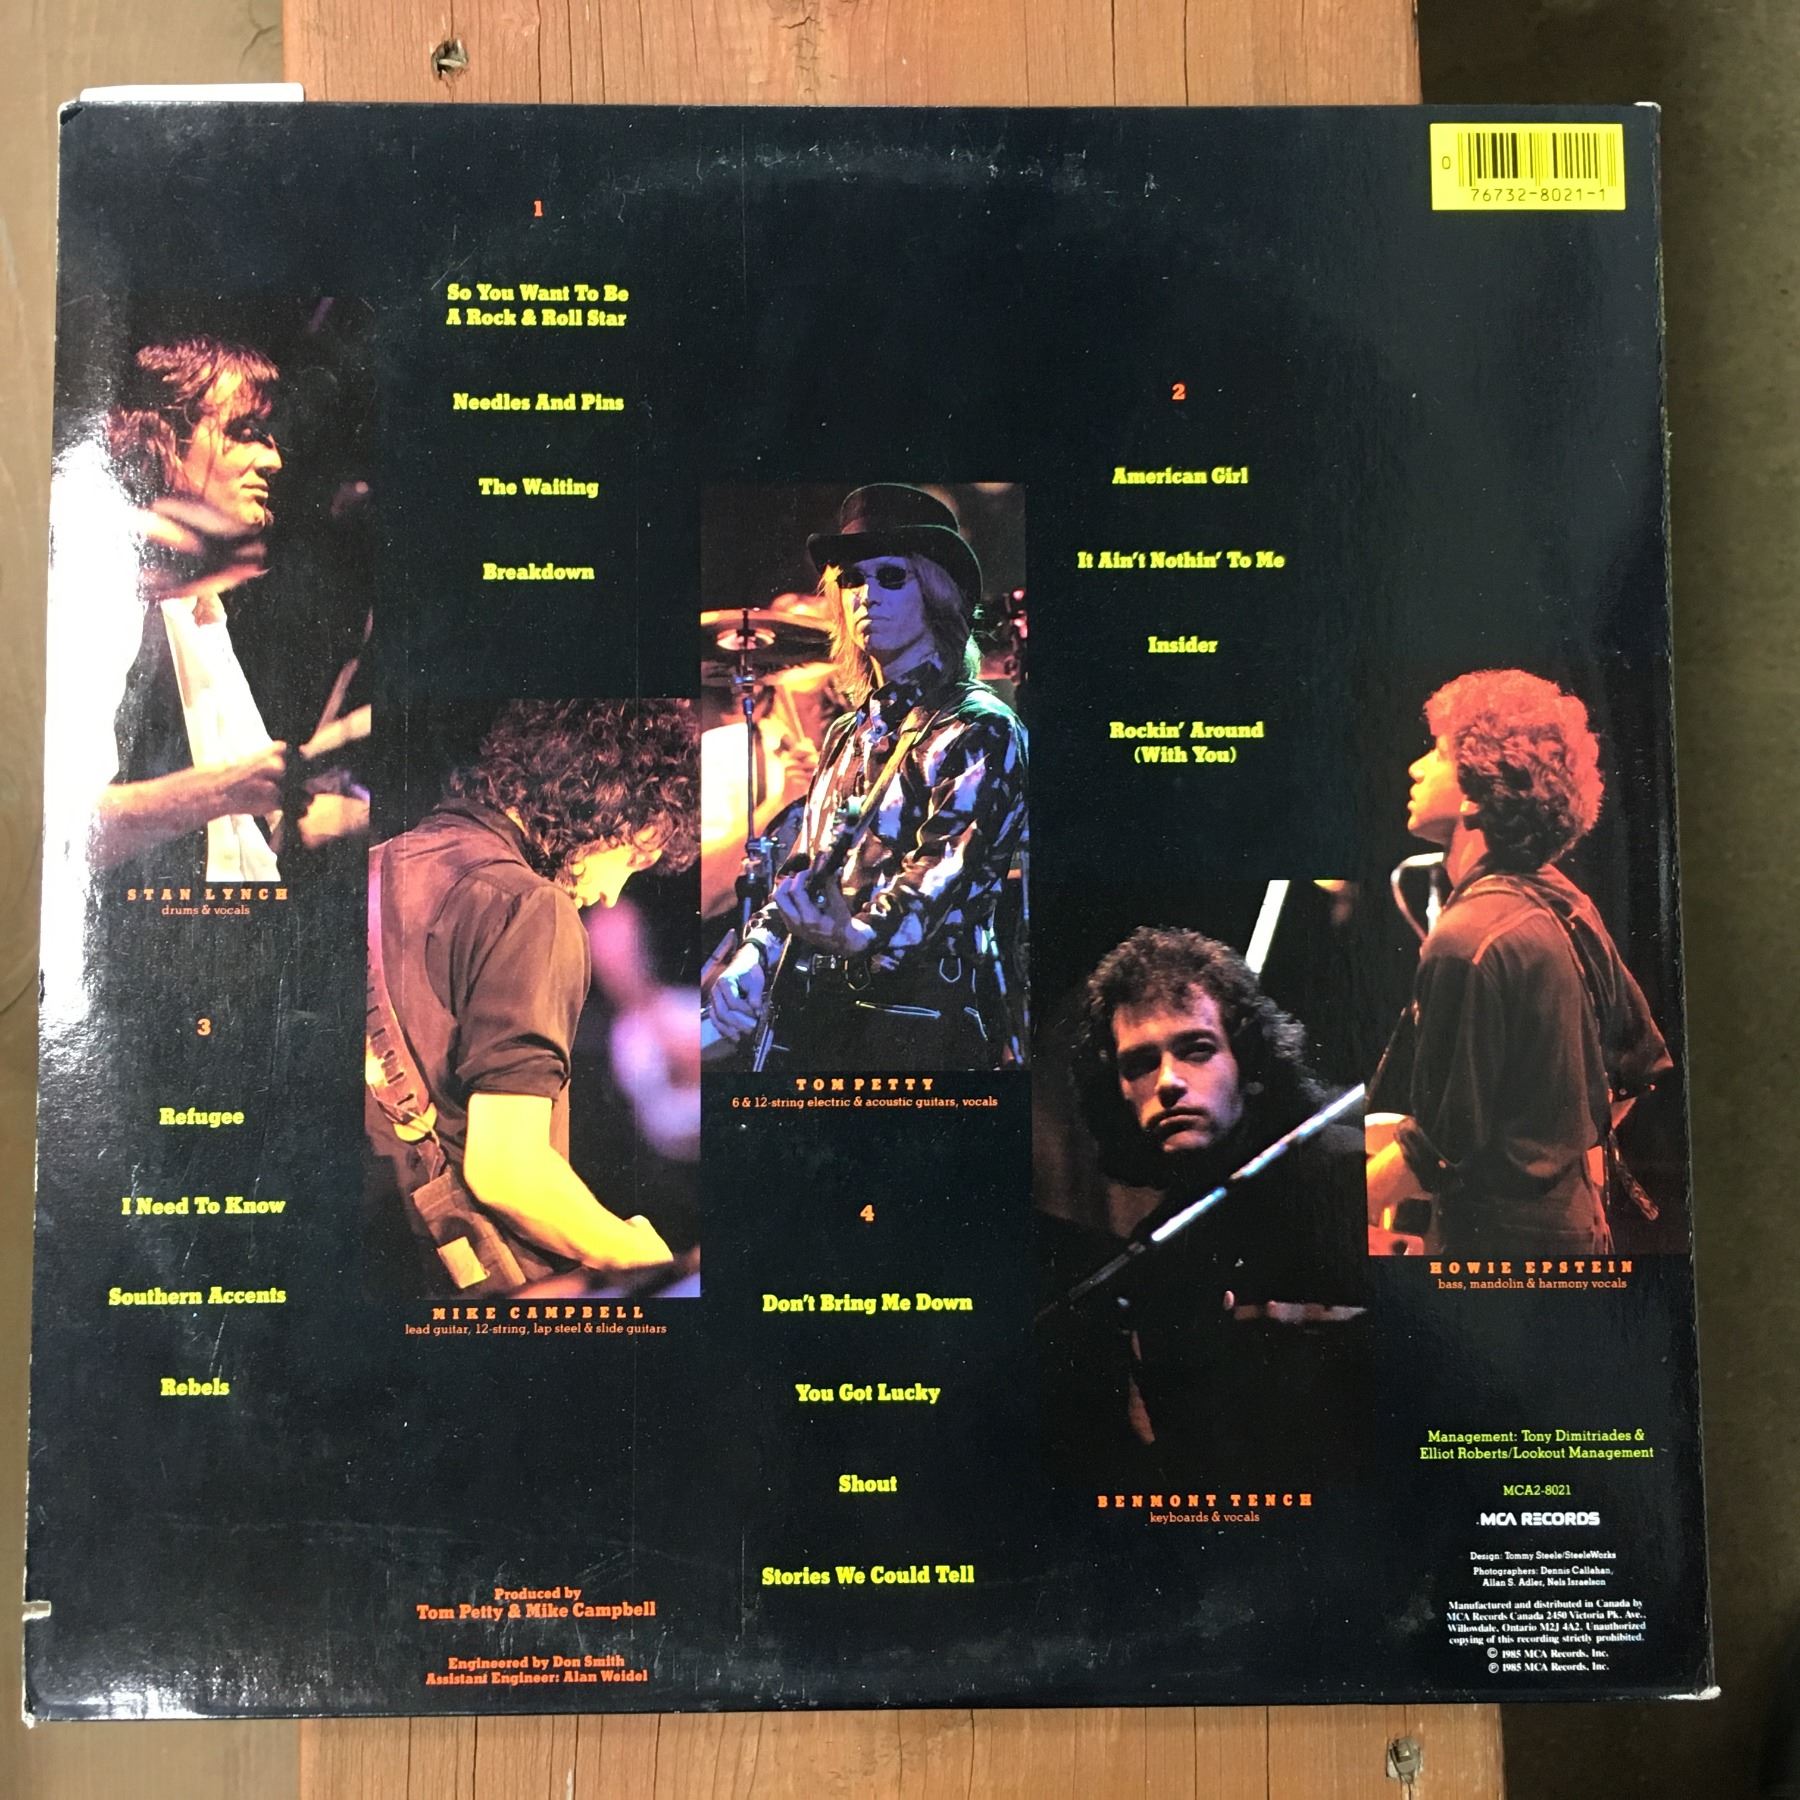 0
76732-8021-1
1
So You Want To Be
A Rock & Roll Star
Needles And Pins
The Waiting
Breakdown
2
American Girl
It Ain't Nothin' To Me
Insider
Rockin' Around
(With You)
STAN LYNCH
drums & vocals
3
Refugee
I Need To Know
Southern Accents
Rebels
MIKE CAMPBELL
lead guitar, 12-string, lap steel & slide guitars
TOM PETTY
6 & 12-string electric & acoustic guitars, vocals
4
Don't Bring Me Down
You Got Lucky
Shout
Stories We Could Tell
HOWIE EPSTEIN
bass, mandolin & harmony vocals
BENMONT TENCH
keyboards & vocals
Produced by
Tom Petty & Mike Campbell
Engineered by Don Smith
Assistant Engineer: Alan Weidel
Management: Tony Dimitriades &
Elliot Roberts/Lookout Management
MCA2-8021
MCA RECORDS
Design: Tommy Steele/SteeleWorks
Photographers: Dennis Callahan,
Allan S. Adler, Nels Israelson
Manufactured and distributed in Canada by
MCA Records Canada 2450 Victoria Pk. Ave.,
Willowdale, Ontario M2J 4A2. Unauthorized
copying of this recording strictly prohibited.
© 1985 MCA Records, Inc.
℗ 1985 MCA Records, Inc.